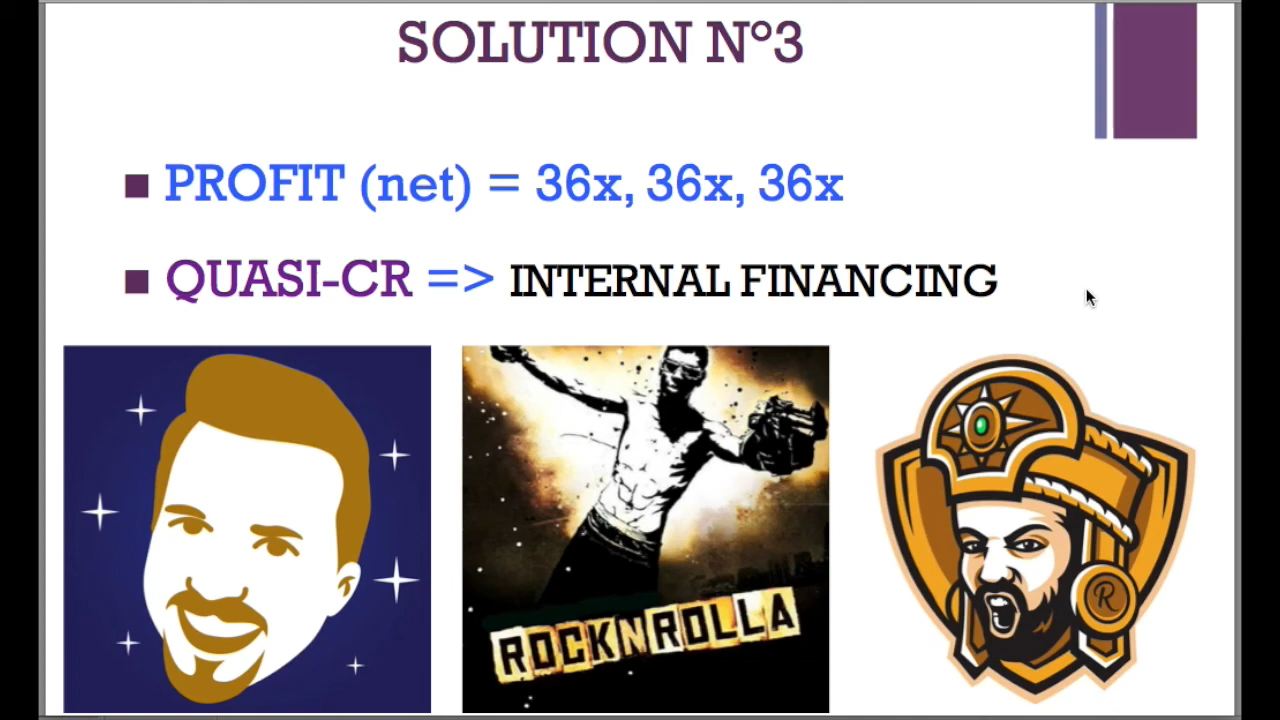 SOLUTION N°3
PROFIT (net) = 36x, 36x, 36x
QUASI-CR => INTERNAL FINANCING
ROCKNROLLA
R